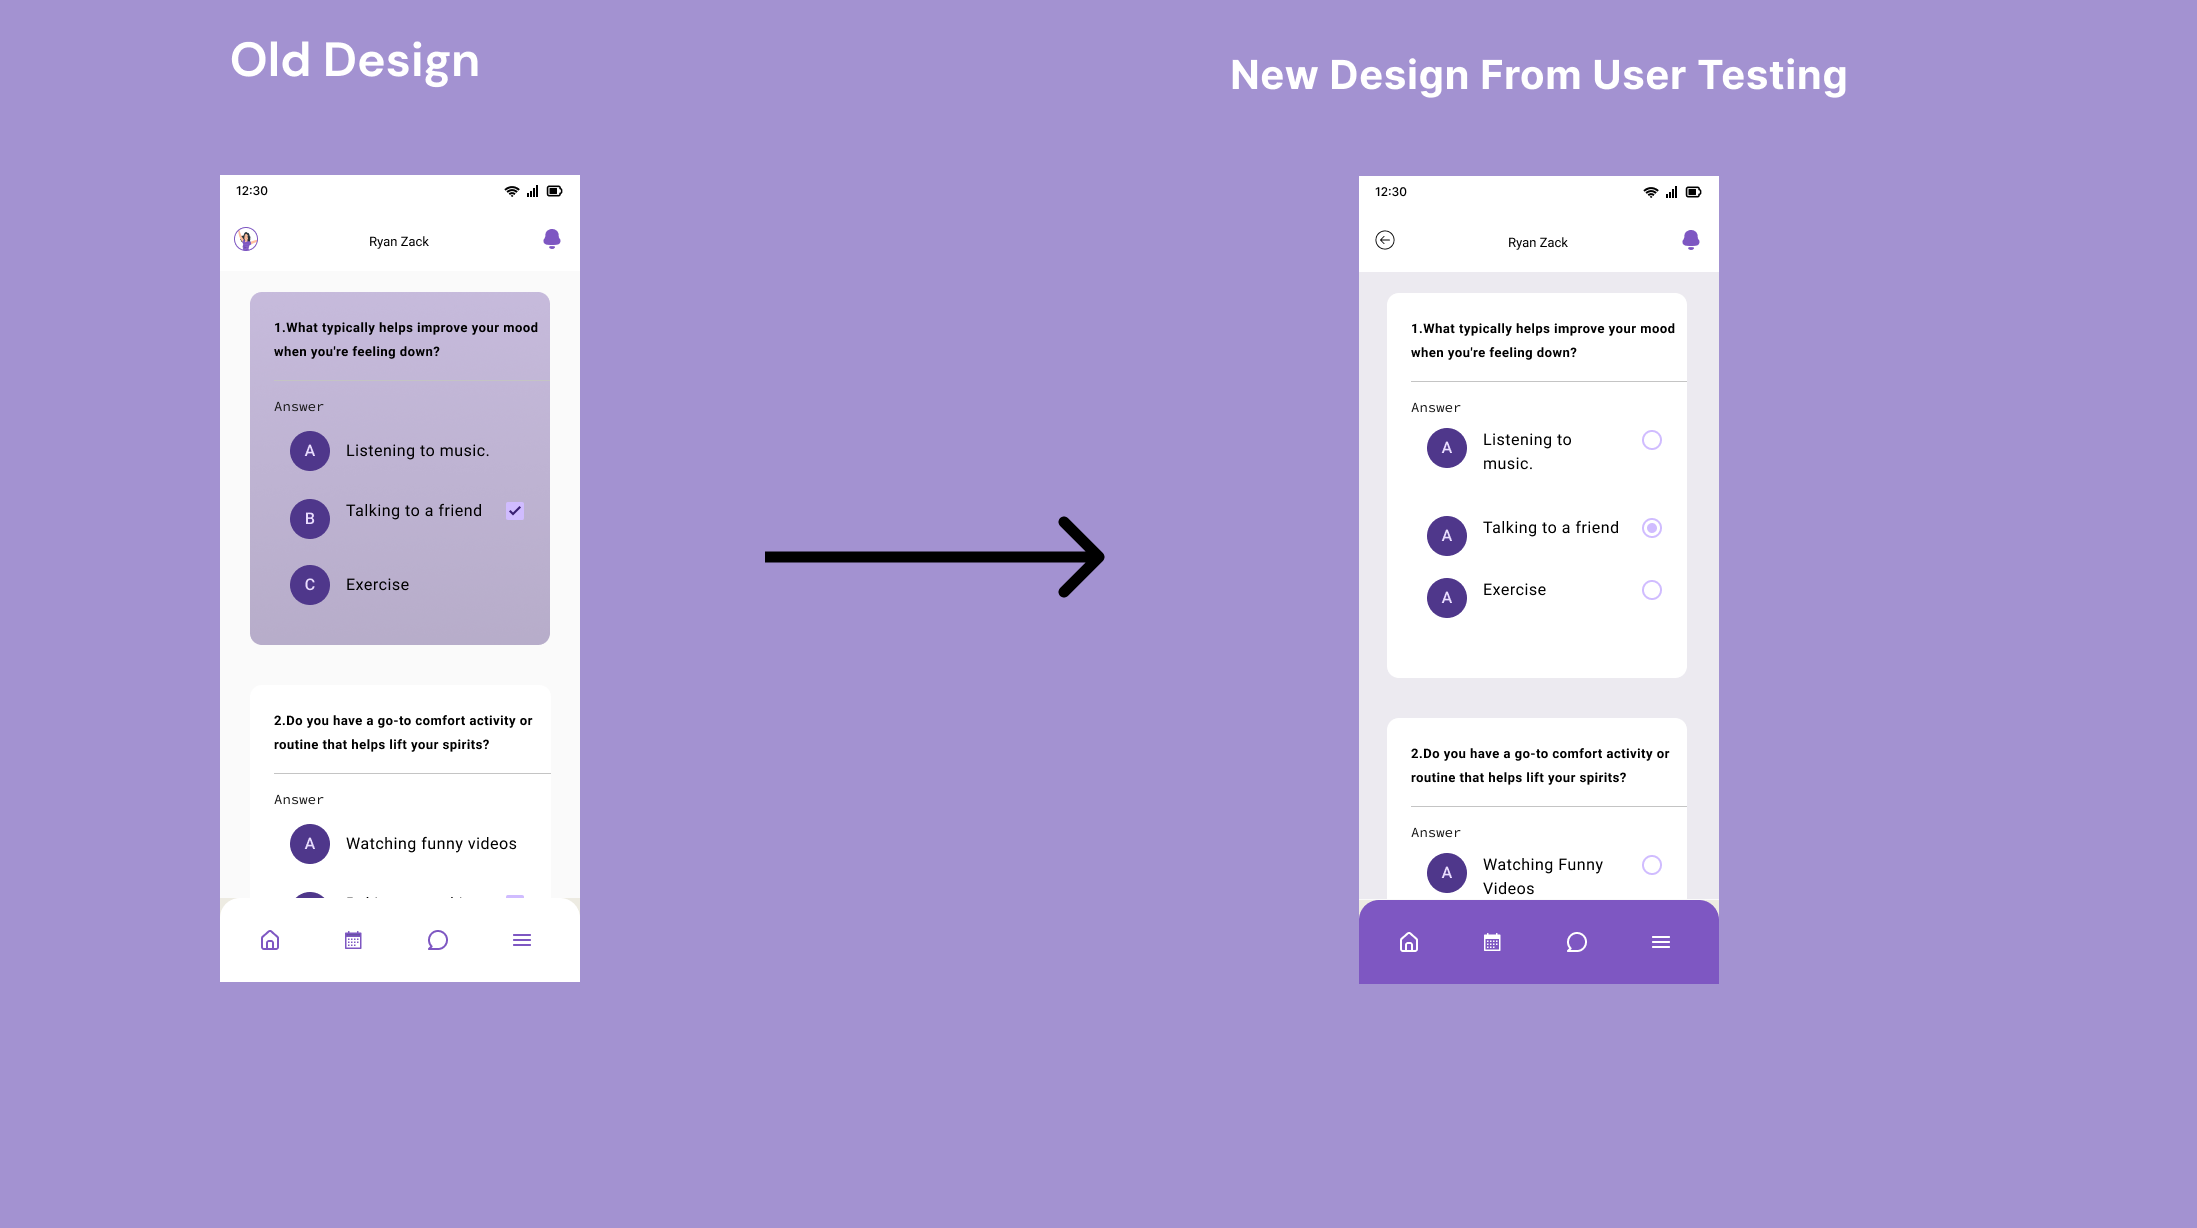 Old Design
New Design From User Testing
12:30
Ryan Zack
1.What typically helps improve your mood
when you're feeling down?
Answer
A Listening to music.
B Talking to a friend
C Exercise
2.Do you have a go-to comfort activity or
routine that helps lift your spirits?
Answer
A Watching funny videos
12:30
Ryan Zack
1.What typically helps improve your mood
when you're feeling down?
Answer
A Listening to
music.
A Talking to a friend
A Exercise
2.Do you have a go-to comfort activity or
routine that helps lift your spirits?
Answer
A Watching Funny
Videos